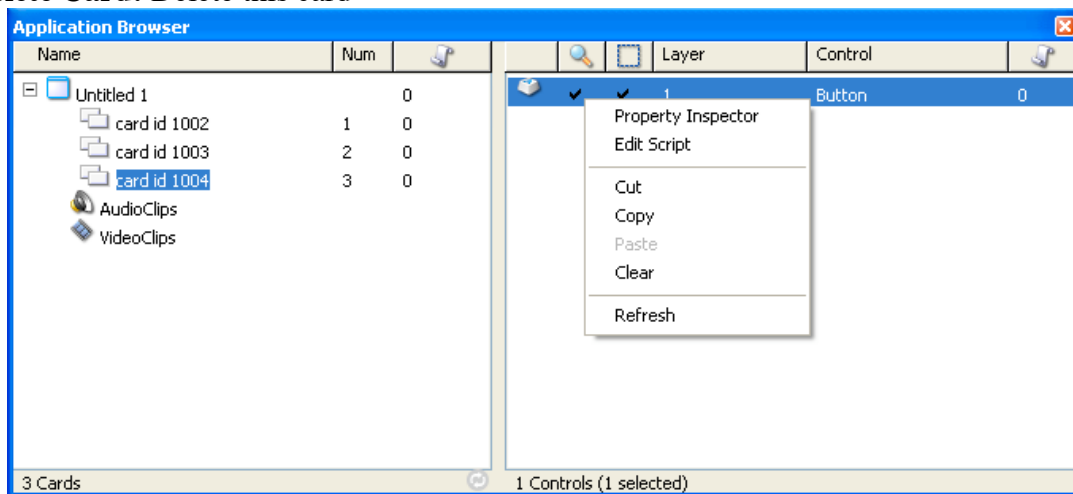 Application Browser
Name Num Layer Control
Untitled 1 0 1 Button 0
card id 1002 1 0
card id 1003 2 0
card id 1004 3 0
AudioClips
VideoClips
Property Inspector
Edit Script
Cut
Copy
Paste
Clear
Refresh
3 Cards
1 Controls (1 selected)